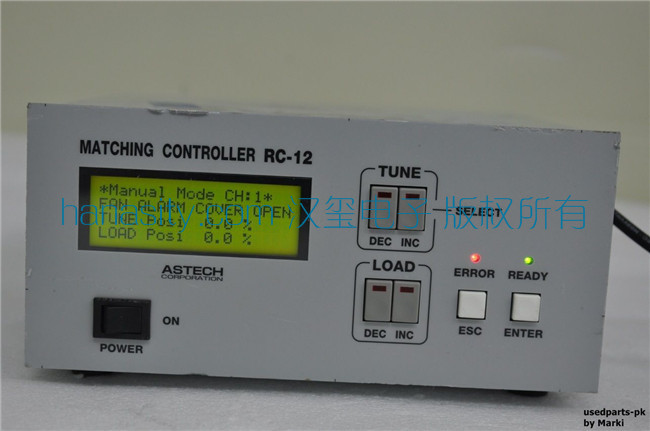 MATCHING CONTROLLER RC-12
*Manual Mode CH:1*
FAN ALARM COVER OPEN
TUNE Posi 0.0 %
LOAD Posi 0.0 %
ASTECH
CORPORATION
POWER
ON
TUNE
DEC INC
SELECT
LOAD
DEC INC
ERROR READY
ESC ENTER
.com 汉玺电子 版权所有
usedparts-pk
by Marki